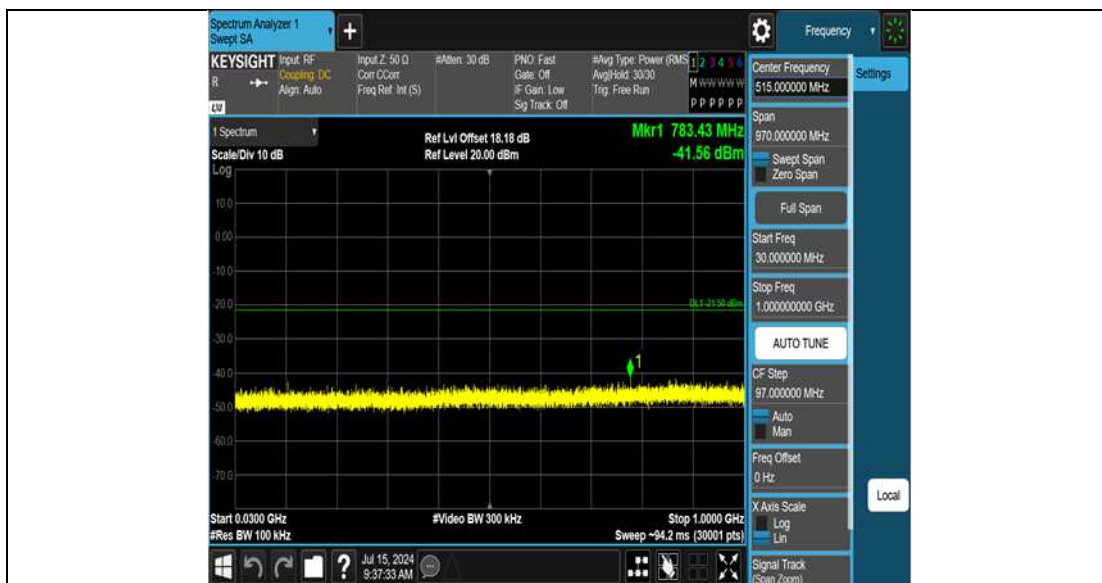 Spectrum Analyzer 1
Swept SA
+
Frequency
KEYSIGHT
R
LXI
Input: RF
Coupling: DC
Align: Auto
Input Z: 50 Ω
Corr CCorr
Freq Ref: Int (S)
#Atten: 30 dB
PNO: Fast
Gate: Off
IF Gain: Low
Sig Track: Off
#Avg Type: Power (RMS
Avg|Hold: 30/30
Trig: Free Run
1 2 3 4 5 6
M W W W W W
P P P P P P
1 Spectrum
Scale/Div 10 dB
Log
Ref Lvl Offset 18.18 dB
Ref Level 20.00 dBm
Mkr1 783.43 MHz
-41.56 dBm
10.0
0.00
-10.0
-20.0
DL1 -21.50 dBm
-30.0
1
-40.0
-50.0
-60.0
-70.0
Start 0.0300 GHz
#Res BW 100 kHz
#Video BW 300 kHz
Stop 1.0000 GHz
Sweep ~94.2 ms (30001 pts)
?
Jul 15, 2024
9:37:33 AM
Center Frequency
515.000000 MHz
Settings
Span
970.000000 MHz
Swept Span
Zero Span
Full Span
Start Freq
30.000000 MHz
Stop Freq
1.000000000 GHz
AUTO TUNE
CF Step
97.000000 MHz
Auto
Man
Freq Offset
0 Hz
X Axis Scale
Log
Lin
Signal Track
(Span Zoom)
Local